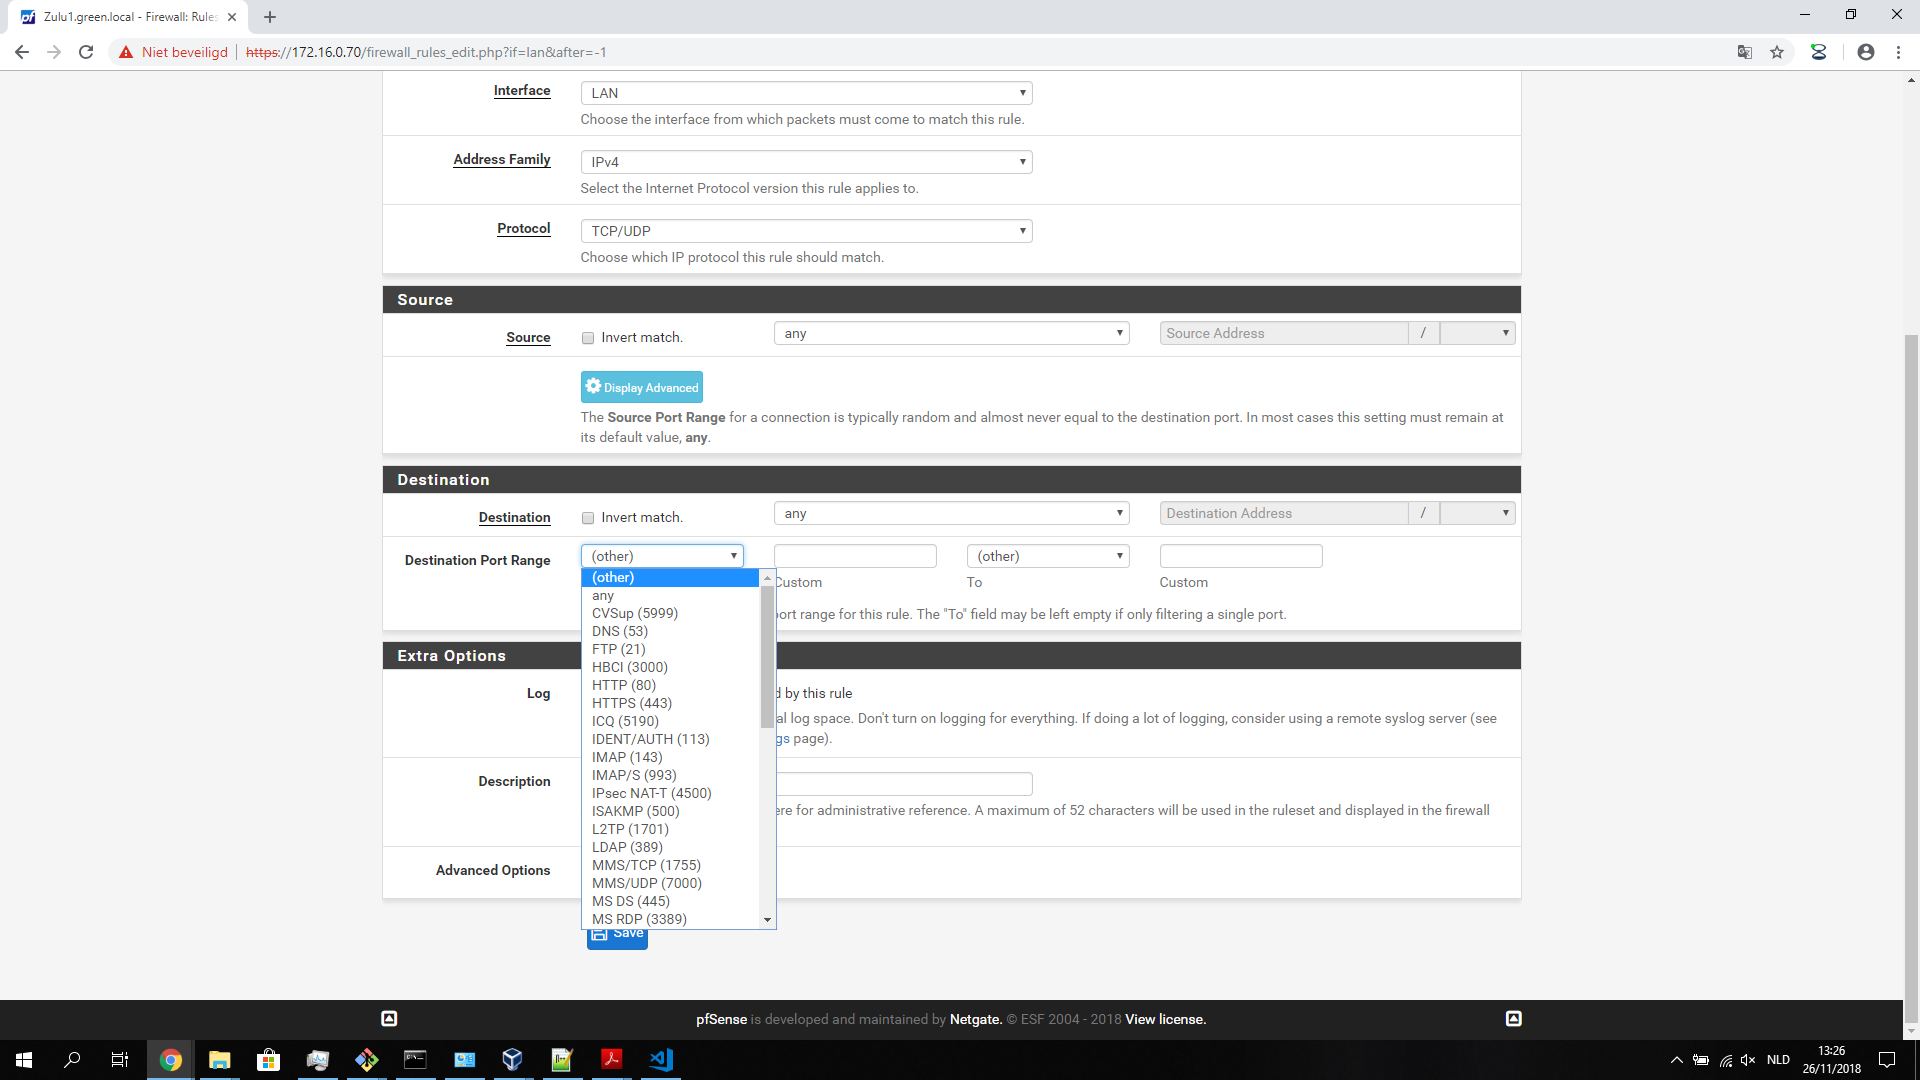 Zulu1.green.local - Firewall: Rules
Niet beveiligd https://172.16.0.70/firewall_rules_edit.php?if=lan&after=-1
Interface LAN
Choose the interface from which packets must come to match this rule.
Address Family IPv4
Select the Internet Protocol version this rule applies to.
Protocol TCP/UDP
Choose which IP protocol this rule should match.
Source
Source Invert match. any Source Address /
Display Advanced
The Source Port Range for a connection is typically random and almost never equal to the destination port. In most cases this setting must remain at
its default value, any.
Destination
Destination Invert match. any Destination Address /
Destination Port Range (other) (other)
Custom To Custom
port range for this rule. The "To" field may be left empty if only filtering a single port.
(other)
any
CVSup (5999)
DNS (53)
FTP (21)
HBCI (3000)
HTTP (80)
HTTPS (443)
ICQ (5190)
IDENT/AUTH (113)
IMAP (143)
IMAP/S (993)
IPsec NAT-T (4500)
ISAKMP (500)
L2TP (1701)
LDAP (389)
MMS/TCP (1755)
MMS/UDP (7000)
MS DS (445)
MS RDP (3389)
Extra Options
Log
by this rule
log space. Don't turn on logging for everything. If doing a lot of logging, consider using a remote syslog server (see
page).
Description
for administrative reference. A maximum of 52 characters will be used in the ruleset and displayed in the firewall
Advanced Options
Save
pfSense is developed and maintained by Netgate. © ESF 2004 - 2018 View license.
NLD
13:26
26/11/2018